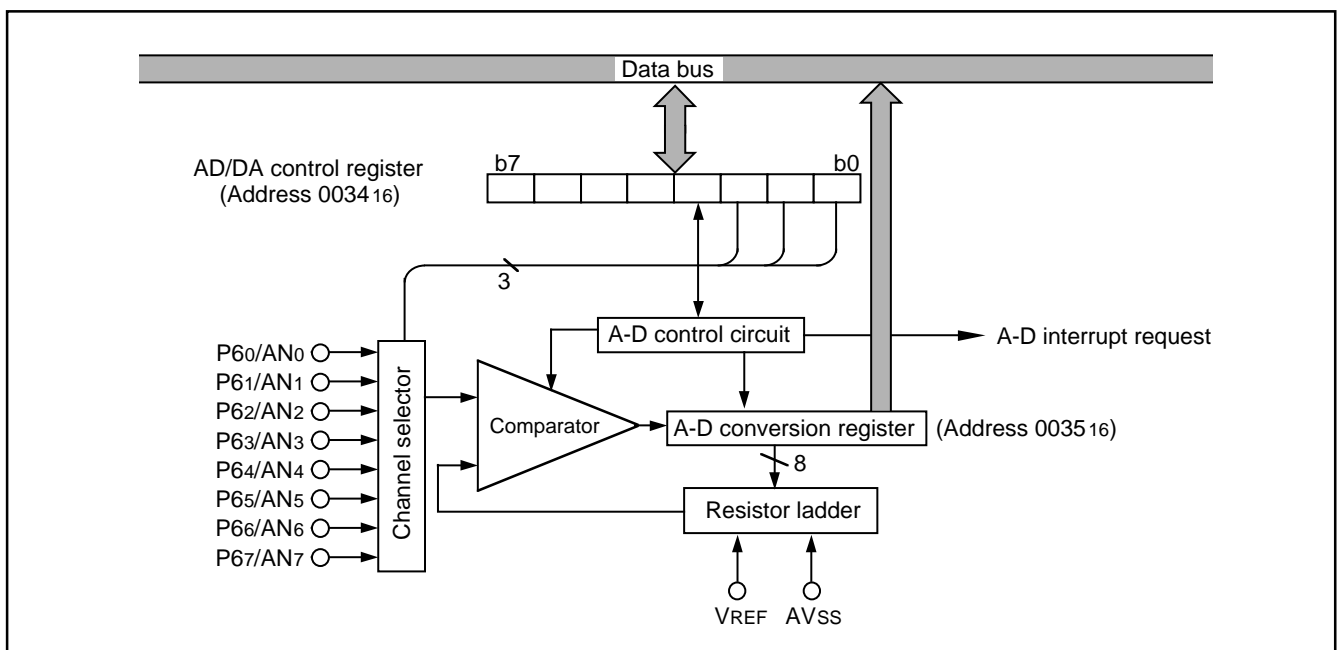 Data bus
AD/DA control register
(Address 0034₁₆)
b7
b0
3
A-D control circuit
A-D interrupt request
P6₀/AN₀
P6₁/AN₁
P6₂/AN₂
P6₃/AN₃
P6₄/AN₄
P6₅/AN₅
P6₆/AN₆
P6₇/AN₇
Channel selector
Comparator
A-D conversion register
(Address 0035₁₆)
8
Resistor ladder
VREF
AVSS